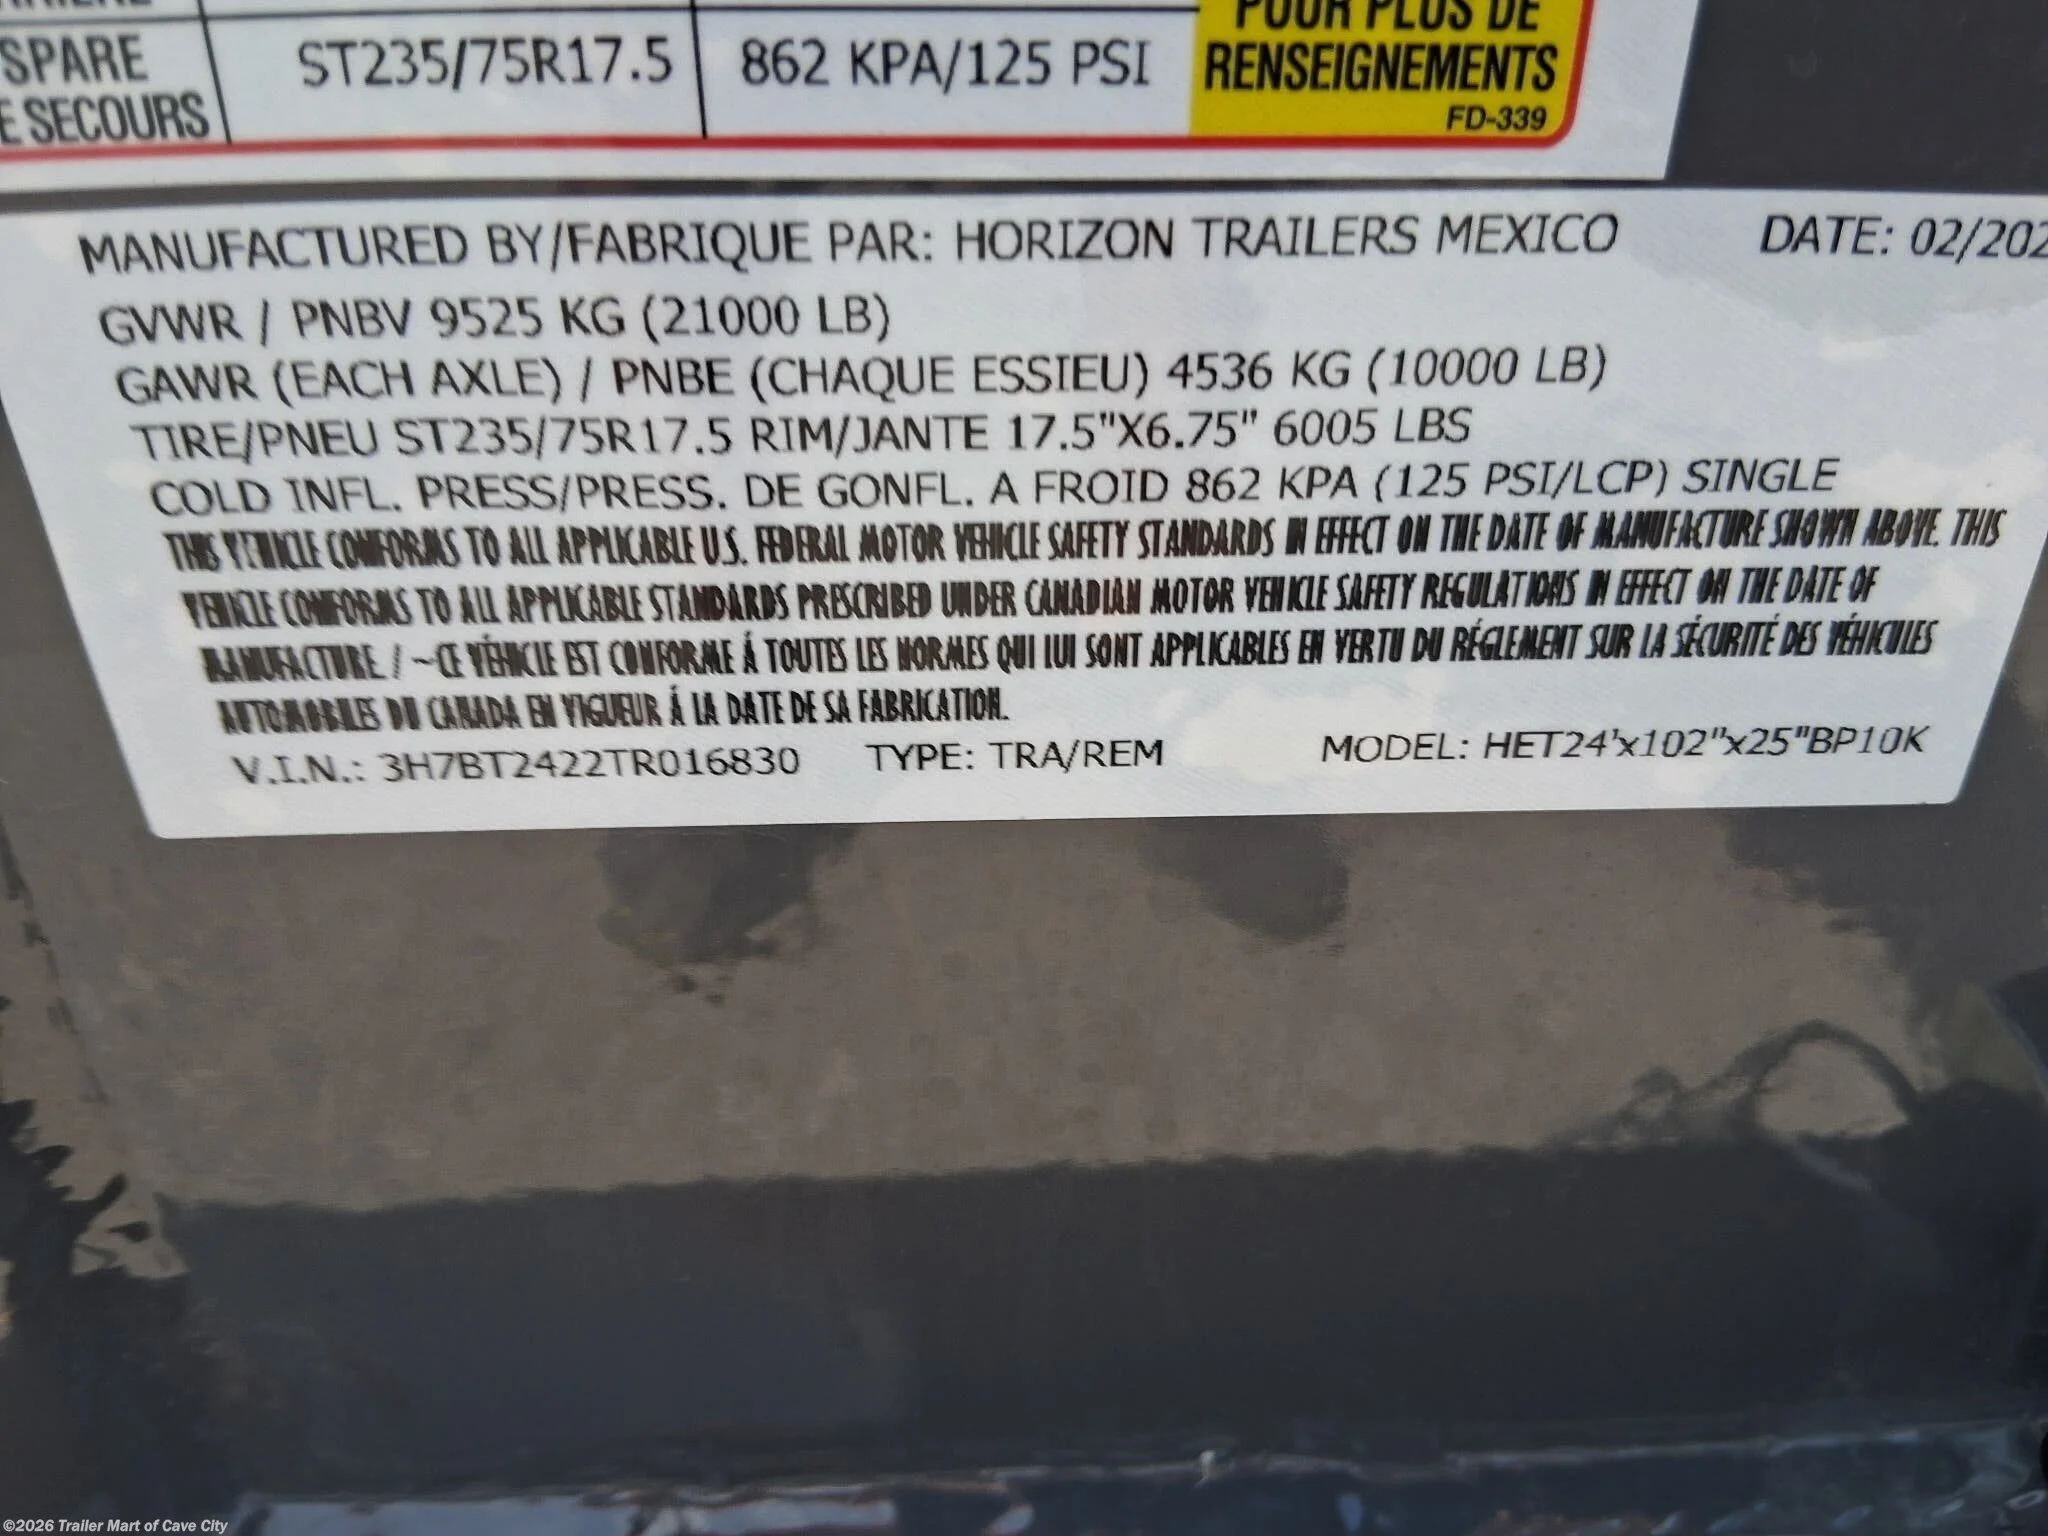 POUR PLUS DE
SPARE ST235/75R17.5 862 KPA/125 PSI RENSEIGNEMENTS
E SECOURS FD-339
MANUFACTURED BY/FABRIQUE PAR: HORIZON TRAILERS MEXICO DATE: 02/202
GVWR / PNBV 9525 KG (21000 LB)
GAWR (EACH AXLE) / PNBE (CHAQUE ESSIEU) 4536 KG (10000 LB)
TIRE/PNEU ST235/75R17.5 RIM/JANTE 17.5"X6.75" 6005 LBS
COLD INFL. PRESS/PRESS. DE GONFL. A FROID 862 KPA (125 PSI/LCP) SINGLE
THIS VEHICLE CONFORMS TO ALL APPLICABLE U.S. FEDERAL MOTOR VEHICLE SAFETY STANDARDS IN EFFECT ON THE DATE OF MANUFACTURE SHOWN ABOVE. THIS
VEHICLE CONFORMS TO ALL APPLICABLE STANDARDS PRESCRIBED UNDER CANADIAN MOTOR VEHICLE SAFETY REGULATIONS IN EFFECT ON THE DATE OF
MANUFACTURE / ~CE VÉHICLE EST CONFORME Á TOUTES LES NORMES QUI LUI SONT APPLICABLES EN VERTU DU RÉGLEMENT SUR LA SÉCURITÉ DES VÉHICULES
AUTOMOBILES DU CANADA EN VIGUEUR Á LA DATE DE SA FABRICATION.
V.I.N.: 3H7BT2422TR016830 TYPE: TRA/REM MODEL: HET24'x102"x25"BP10K
©2026 Trailer Mart of Cave City